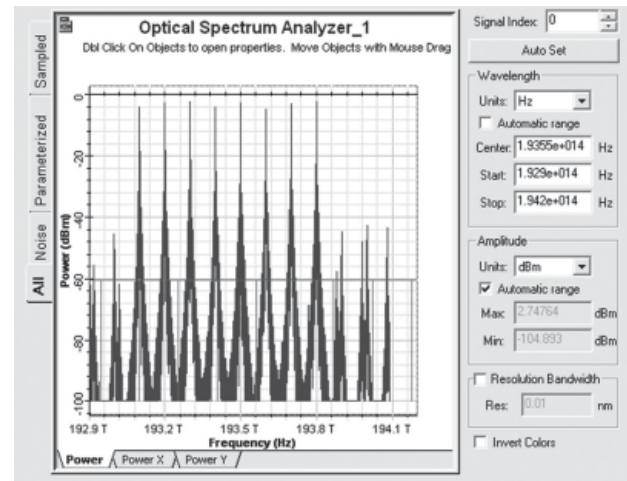 Optical Spectrum Analyzer_1
Dbl Click On Objects to open properties. Move Objects with Mouse Drag
Sampled
Parameterized
Noise
All
Power (dBm)
0
-20
-40
-60
-80
-100
192.9 T 193.2 T 193.5 T 193.8 T 194.1 T
Frequency (Hz)
Power Power X Power Y
Signal Index: 0
Auto Set
Wavelength
Units: Hz
Automatic range
Center: 1.9355e+014 Hz
Start: 1.929e+014 Hz
Stop: 1.942e+014 Hz
Amplitude
Units: dBm
Automatic range
Max: 2.74764 dBm
Min: -104.893 dBm
Resolution Bandwidth
Res: 0.01 nm
Invert Colors